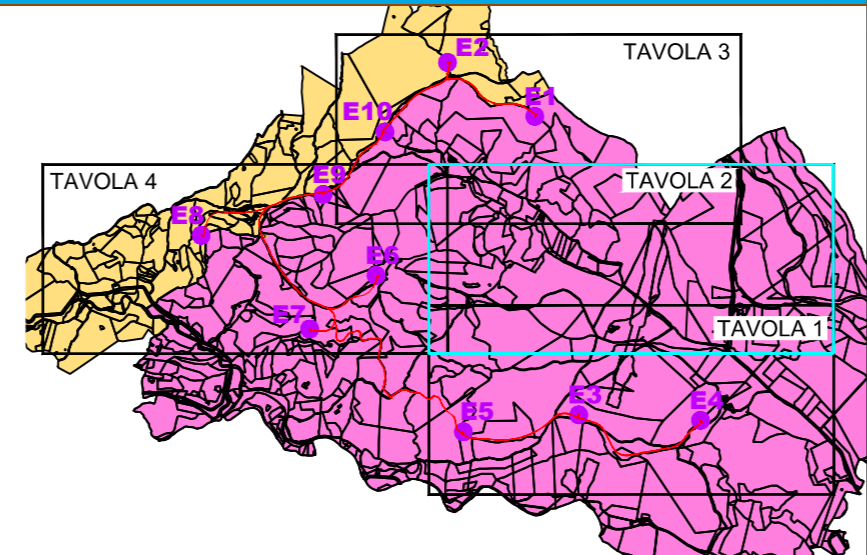 E2
TAVOLA 3
E1
E10
TAVOLA 4
E9
TAVOLA 2
E8
E6
E7
TAVOLA 1
E3
E4
E5